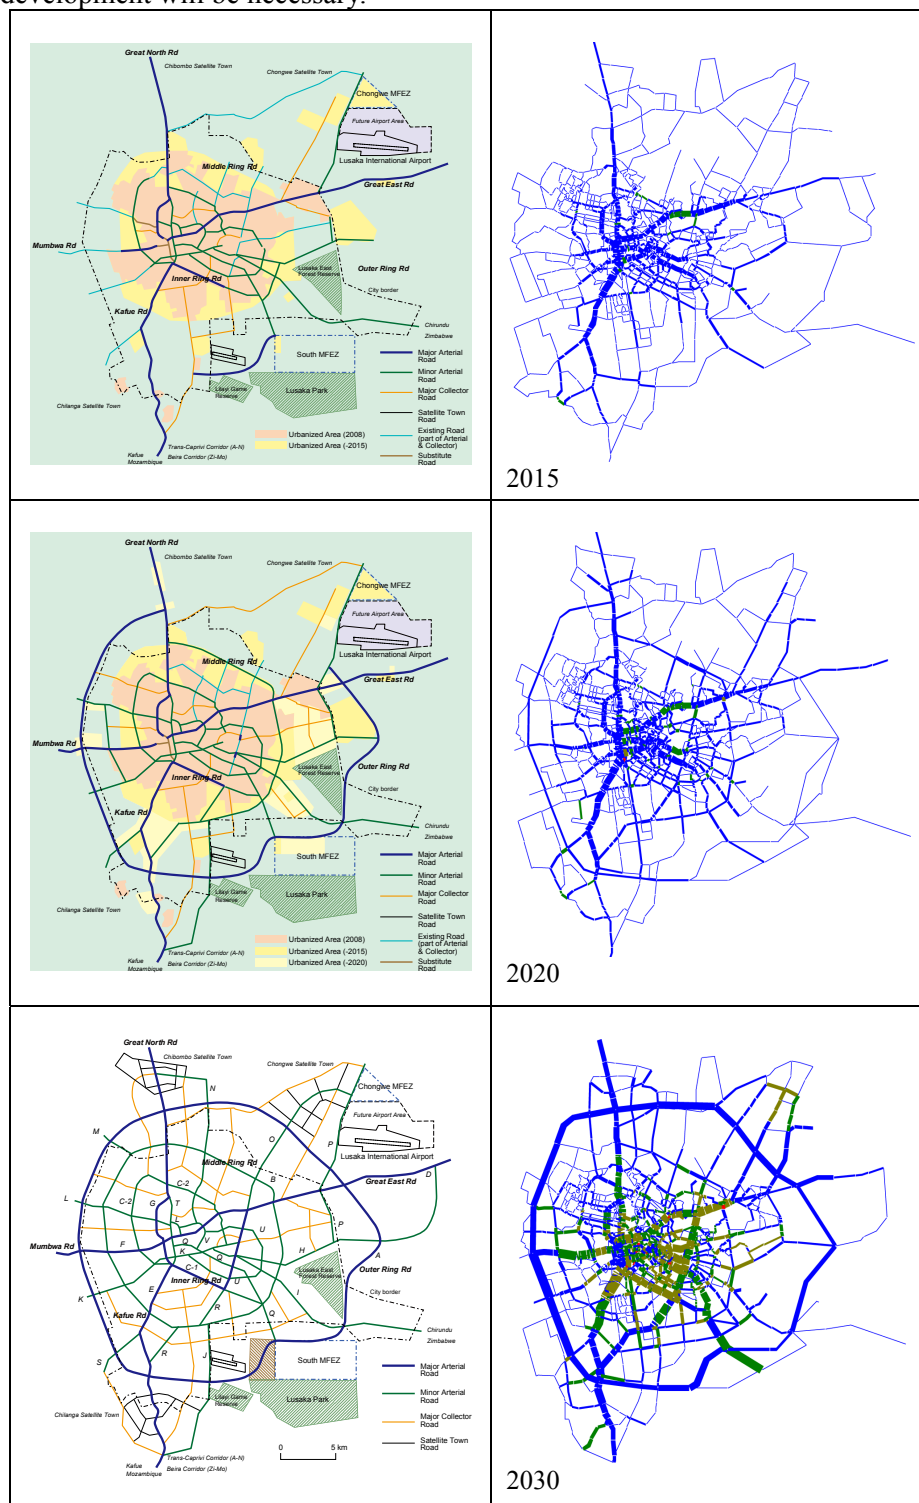 development will be necessary.
Great North Rd
Chibombo Satellite Town
Chongwe Satellite Town
Chongwe MFEZ
Future Airport Area
Lusaka International Airport
Middle Ring Rd
Great East Rd
Mumbwa Rd
Lusaka East
Forest Reserve
Outer Ring Rd
Inner Ring Rd
City border
Kafue Rd
Chirundu
Zimbabwe
South MFEZ
Major Arterial
Road
Minor Arterial
Road
Lilayi Game
Reserve
Lusaka Park
Major Collector
Road
Chilanga Satellite Town
Satellite Town
Road
Urbanized Area (2008)
Urbanized Area (-2015)
Existing Road
(part of Arterial
& Collector)
Substitute
Road
Trans-Caprivi Corridor (A-N)
Kafue
Mozambique
Beira Corridor (Zi-Mo)
2015
Great North Rd
Chibombo Satellite Town
Chongwe Satellite Town
Chongwe MFEZ
Future Airport Area
Lusaka International Airport
Middle Ring Rd
Great East Rd
Mumbwa Rd
Lusaka East
Forest Reserve
Outer Ring Rd
Inner Ring Rd
City border
Kafue Rd
Chirundu
Zimbabwe
South MFEZ
Major Arterial
Road
Minor Arterial
Road
Lilayi Game
Reserve
Lusaka Park
Major Collector
Road
Chilanga Satellite Town
Satellite Town
Road
Urbanized Area (2008)
Urbanized Area (-2015)
Urbanized Area (-2020)
Existing Road
(part of Arterial
& Collector)
Substitute
Road
Trans-Caprivi Corridor (A-N)
Kafue
Mozambique
Beira Corridor (Zi-Mo)
2020
Great North Rd
Chibombo Satellite Town
Chongwe Satellite Town
N
Chongwe MFEZ
Future Airport Area
M
O
P
Lusaka International Airport
Middle Ring Rd
B
Great East Rd
D
C-2
L
C-2
G
T
L
P
U
Mumbwa Rd
F
Q
V
K
Q
H
A
C-1
Lusaka East
Forest Reserve
Outer Ring Rd
Inner Ring Rd
U
E
City border
K
I
Kafue Rd
R
Q
Chirundu
Zimbabwe
S
R
J
South MFEZ
Major Arterial
Road
Minor Arterial
Road
Lilayi Game
Reserve
Lusaka Park
Major Collector
Road
Chilanga Satellite Town
Satellite Town
Road
0 5 km
Trans-Caprivi Corridor (A-N)
Kafue
Mozambique
Beira Corridor (Zi-Mo)
2030